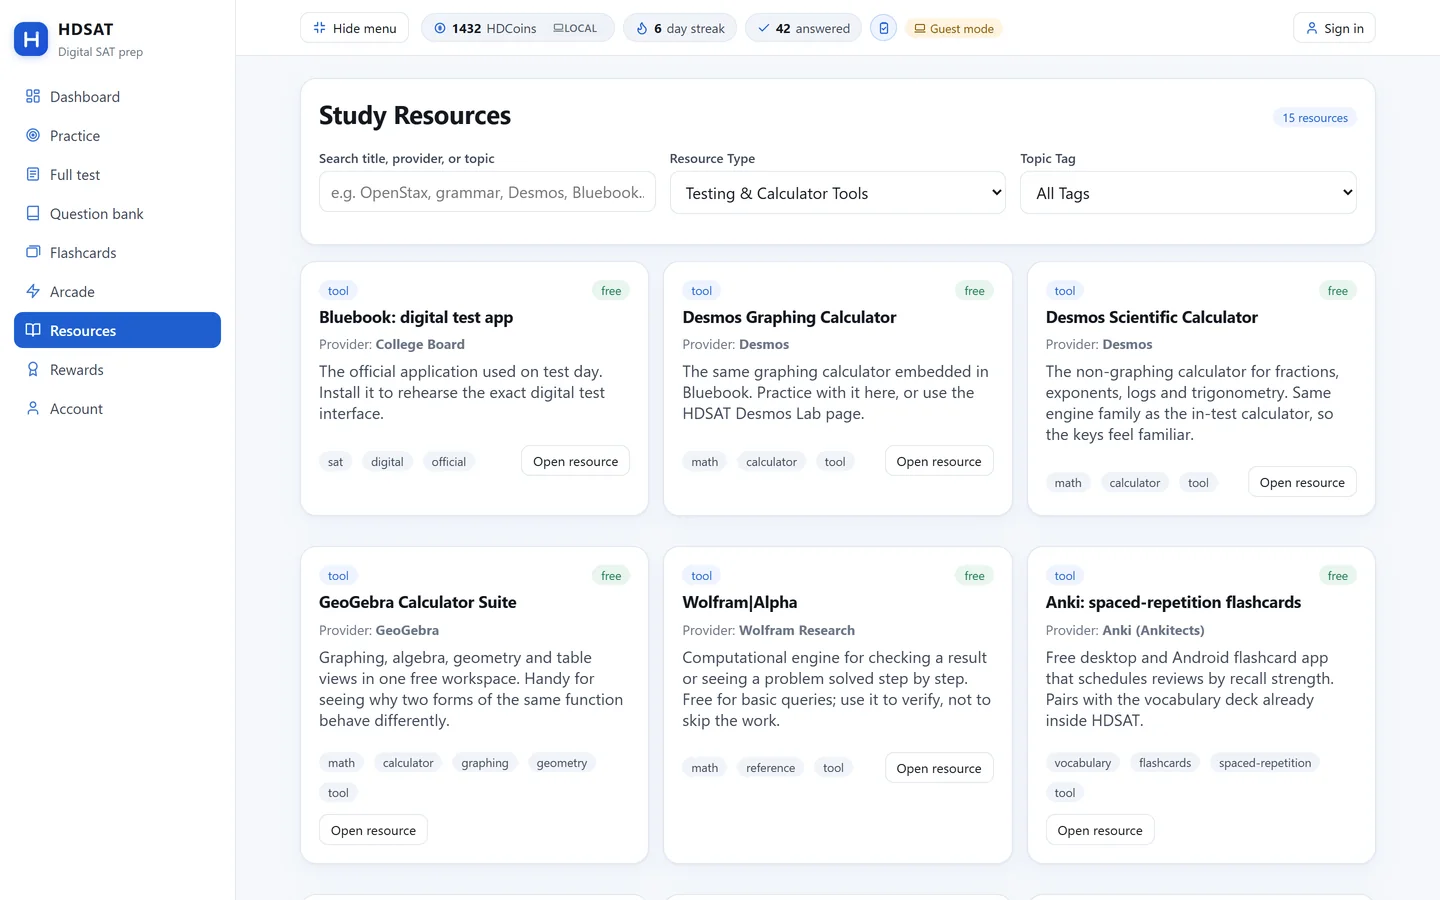 HDSAT
Digital SAT prep
Dashboard
Practice
Full test
Question bank
Flashcards
Arcade
Resources
Rewards
Account
Hide menu
1432 HDCoins LOCAL
6 day streak
42 answered
Guest mode
Sign in
Study Resources
15 resources
Search title, provider, or topic
e.g. OpenStax, grammar, Desmos, Bluebook..
Resource Type
Testing & Calculator Tools
Topic Tag
All Tags
tool free
Bluebook: digital test app
Provider: College Board
The official application used on test day.
Install it to rehearse the exact digital test
interface.
sat digital official Open resource
tool free
Desmos Graphing Calculator
Provider: Desmos
The same graphing calculator embedded in
Bluebook. Practice with it here, or use the
HDSAT Desmos Lab page.
math calculator tool Open resource
tool free
Desmos Scientific Calculator
Provider: Desmos
The non-graphing calculator for fractions,
exponents, logs and trigonometry. Same
engine family as the in-test calculator, so
the keys feel familiar.
math calculator tool Open resource
tool free
GeoGebra Calculator Suite
Provider: GeoGebra
Graphing, algebra, geometry and table
views in one free workspace. Handy for
seeing why two forms of the same function
behave differently.
math calculator graphing geometry
tool
Open resource
tool free
Wolfram|Alpha
Provider: Wolfram Research
Computational engine for checking a result
or seeing a problem solved step by step.
Free for basic queries; use it to verify, not to
skip the work.
math reference tool Open resource
tool free
Anki: spaced-repetition flashcards
Provider: Anki (Ankitects)
Free desktop and Android flashcard app
that schedules reviews by recall strength.
Pairs with the vocabulary deck already
inside HDSAT.
vocabulary flashcards spaced-repetition
tool
Open resource